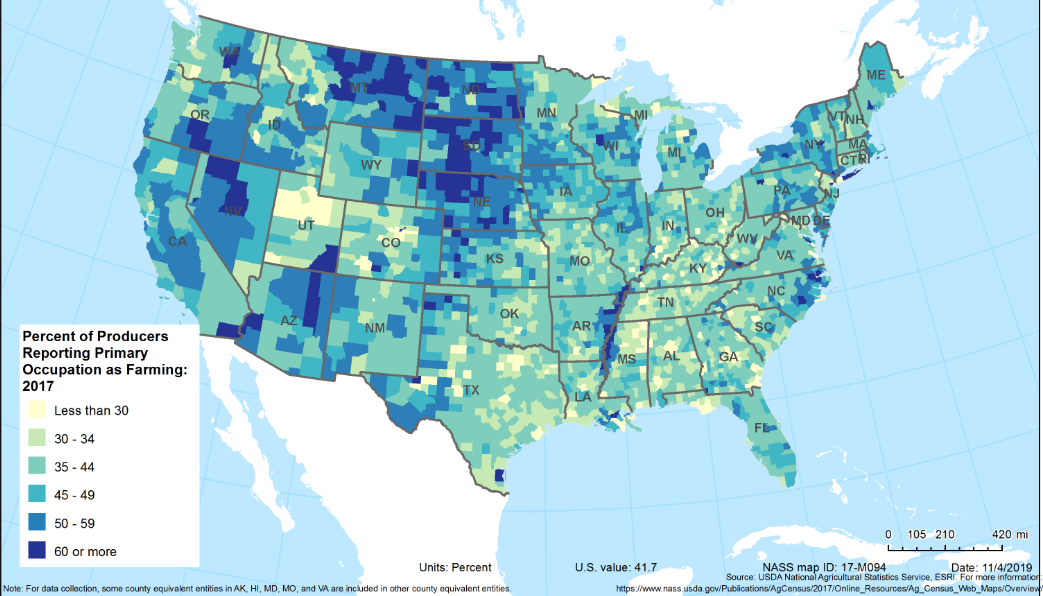 WA
MT
ND
MN
MI
ME
OR
ID
WY
SD
WI
MI
NY
VT
NH
MA
CT
RI
NV
UT
CO
NE
IA
IL
IN
OH
PA
NJ
MD
DE
WV
VA
CA
KS
MO
KY
AZ
NM
OK
AR
TN
NC
SC
TX
LA
MS
AL
GA
FL
Percent of Producers
Reporting Primary
Occupation as Farming:
2017
Less than 30
30 - 34
35 - 44
45 - 49
50 - 59
60 or more
0 105 210 420 mi
Units: Percent U.S. value: 41.7 NASS map ID: 17-M094 Date: 11/4/2019
Source: USDA National Agricultural Statistics Service, ESRI. For more information:
Note: For data collection, some county equivalent entities in AK, HI, MD, MO, and VA are included in other county equivalent entities. https://www.nass.usda.gov/Publications/AgCensus/2017/Online_Resources/Ag_Census_Web_Maps/Overview/